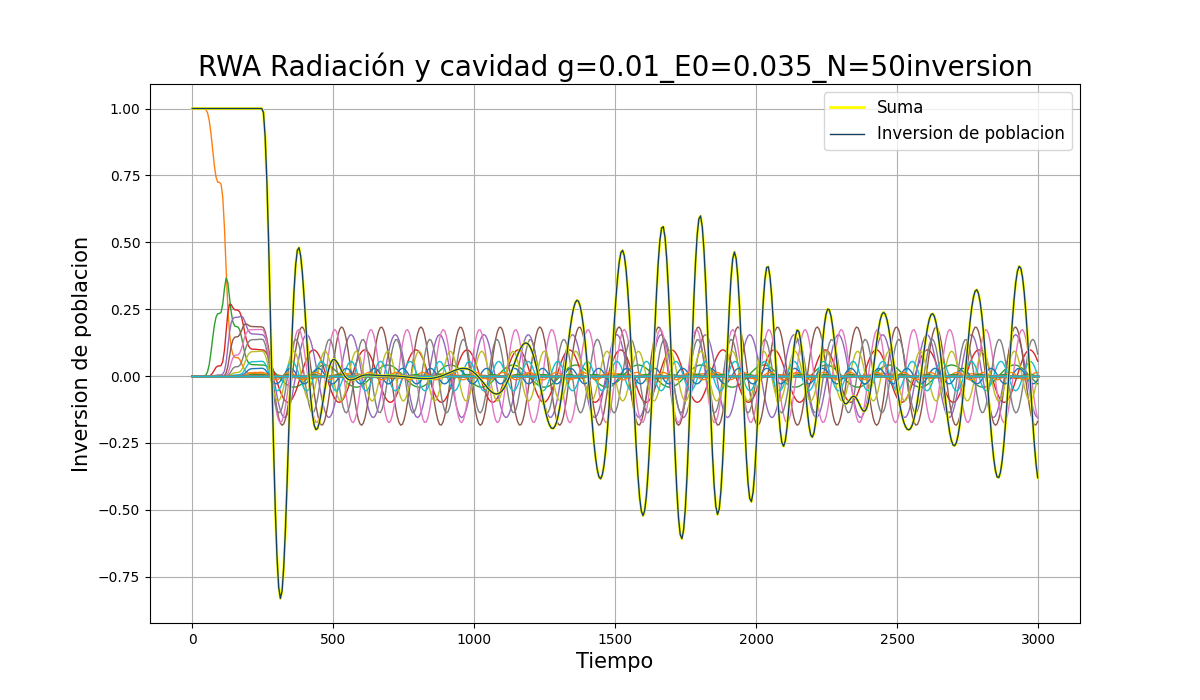 RWA Radiación y cavidad g=0.01_E0=0.035_N=50inversion
Suma
Inversion de poblacion
1.00
0.75
0.50
0.25
0.00
−0.25
−0.50
−0.75
Inversion de poblacion
0 500 1000 1500 2000 2500 3000
Tiempo